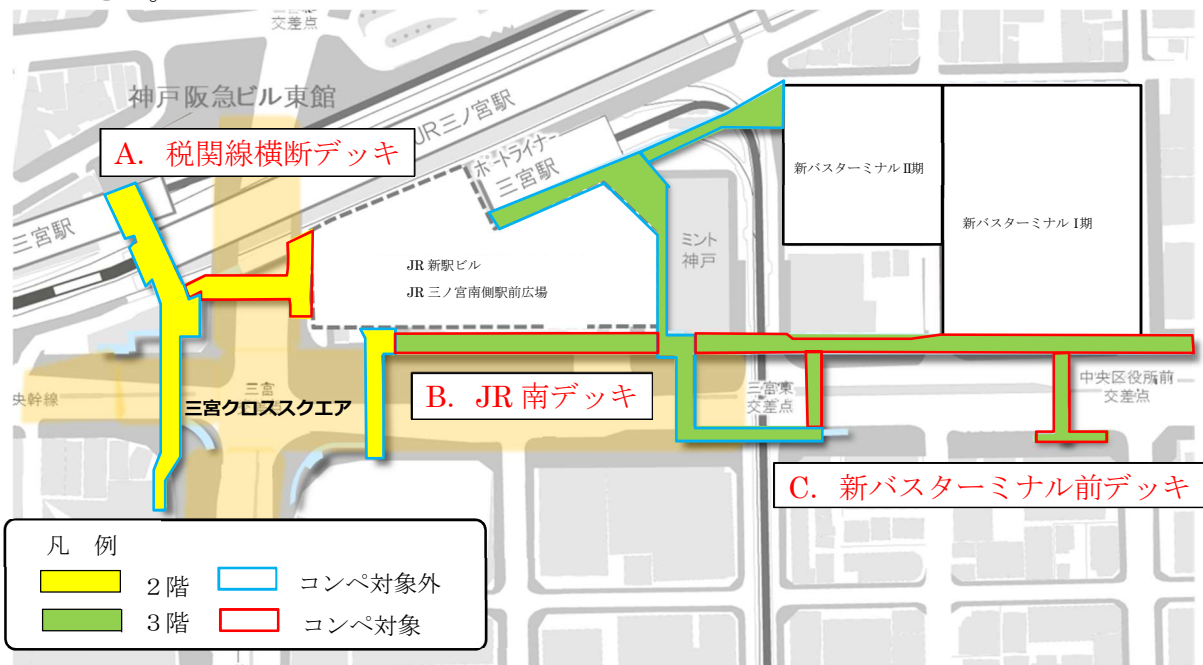 交差点
神戸阪急ビル東館
A. 税関線横断デッキ
JR三ノ宮駅
ポートライナー
三宮駅
三宮駅
新バスターミナルⅡ期
新バスターミナルⅠ期
ミント
神戸
JR 新駅ビル
JR 三ノ宮南側駅前広場
央幹線
三宮
三宮クロススクエア
B. JR 南デッキ
三宮東
交差点
中央区役所前
交差点
C. 新バスターミナル前デッキ
凡 例
2階
コンペ対象外
3階
コンペ対象